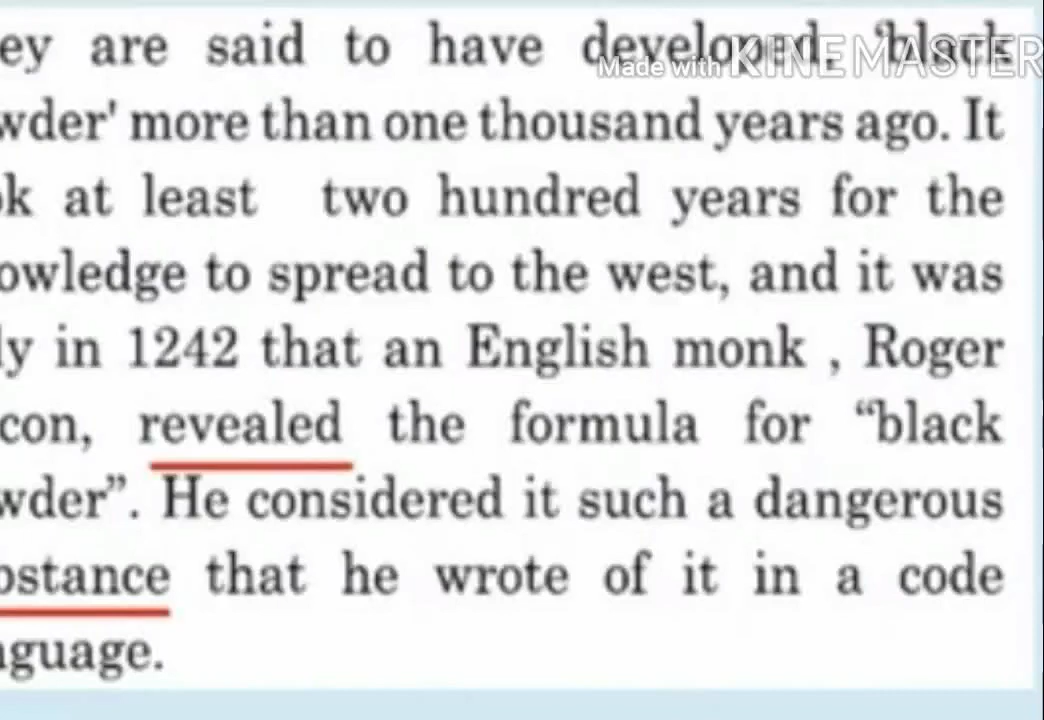 ey are said to have developed, 'black
Made with KINEMASTER
wder' more than one thousand years ago. It
ok at least two hundred years for the
owledge to spread to the west, and it was
ly in 1242 that an English monk , Roger
con, revealed the formula for “black
wder”. He considered it such a dangerous
bstance that he wrote of it in a code
guage.